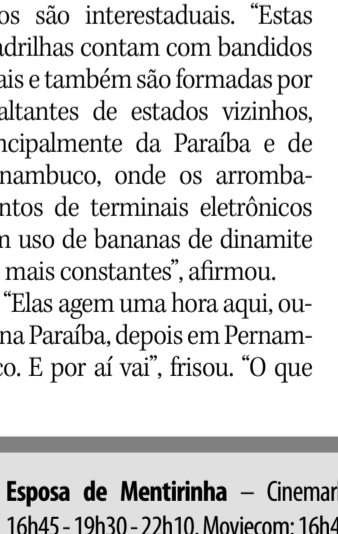 os são interestaduais. “Estas
adrilhas contam com bandidos
ais e também são formadas por
altantes de estados vizinhos,
ncipalmente da Paraíba e de
nambuco, onde os arromba-
ntos de terminais eletrônicos
m uso de bananas de dinamite
mais constantes”, afirmou.
“Elas agem uma hora aqui, ou-
na Paraíba, depois em Pernam-
co. E por aí vai”, frisou. “O que
Esposa de Mentirinha – Cinemar
16h45 - 19h30 - 22h10. Moviecom: 16h4